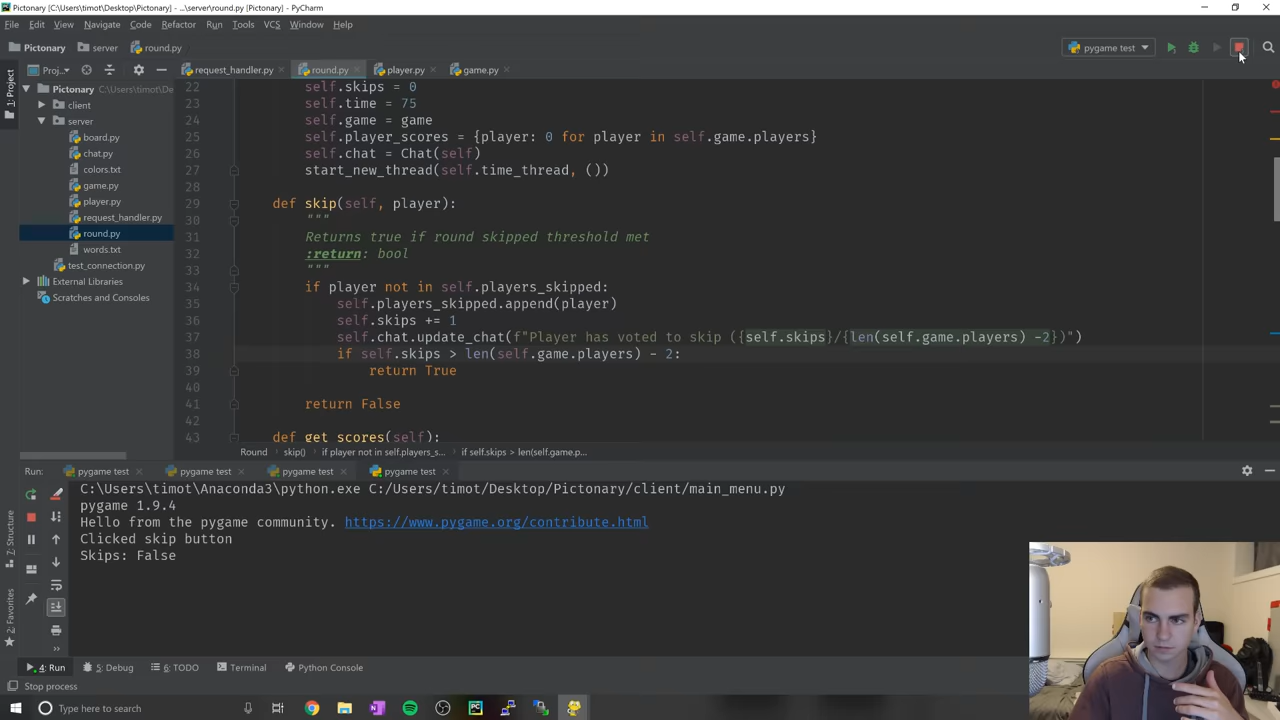 Pictonary [C:\Users\timot\Desktop\Pictonary] - ...\server\round.py [Pictonary] - PyCharm
File Edit View Navigate Code Refactor Run Tools VCS Window Help
Pictonary server round.py pygame test
1: Project Proj... request_handler.py round.py player.py game.py
Pictonary C:\Users\timot\De
client
server
board.py
chat.py
colors.txt
game.py
player.py
request_handler.py
round.py
words.txt
test_connection.py
External Libraries
Scratches and Consoles
22 self.skips = 0
23 self.time = 75
24 self.game = game
25 self.player_scores = {player: 0 for player in self.game.players}
26 self.chat = Chat(self)
27 start_new_thread(self.time_thread, ())
28
29 def skip(self, player):
30 """
31 Returns true if round skipped threshold met
32 :return: bool
33 """
34 if player not in self.players_skipped:
35 self.players_skipped.append(player)
36 self.skips += 1
37 self.chat.update_chat(f"Player has voted to skip ({self.skips}/{len(self.game.players) -2})")
38 if self.skips > len(self.game.players) - 2:
39 return True
40
41 return False
42
43 def get_scores(self):
Round skip() if player not in self.players_s... if self.skips > len(self.game.p...
Run: pygame test pygame test pygame test pygame test
C:\Users\timot\Anaconda3\python.exe C:/Users/timot/Desktop/Pictonary/client/main_menu.py
pygame 1.9.4
Hello from the pygame community. https://www.pygame.org/contribute.html
Clicked skip button
Skips: False
7: Structure
2: Favorites
4: Run 5: Debug 6: TODO Terminal Python Console
Stop process
Type here to search